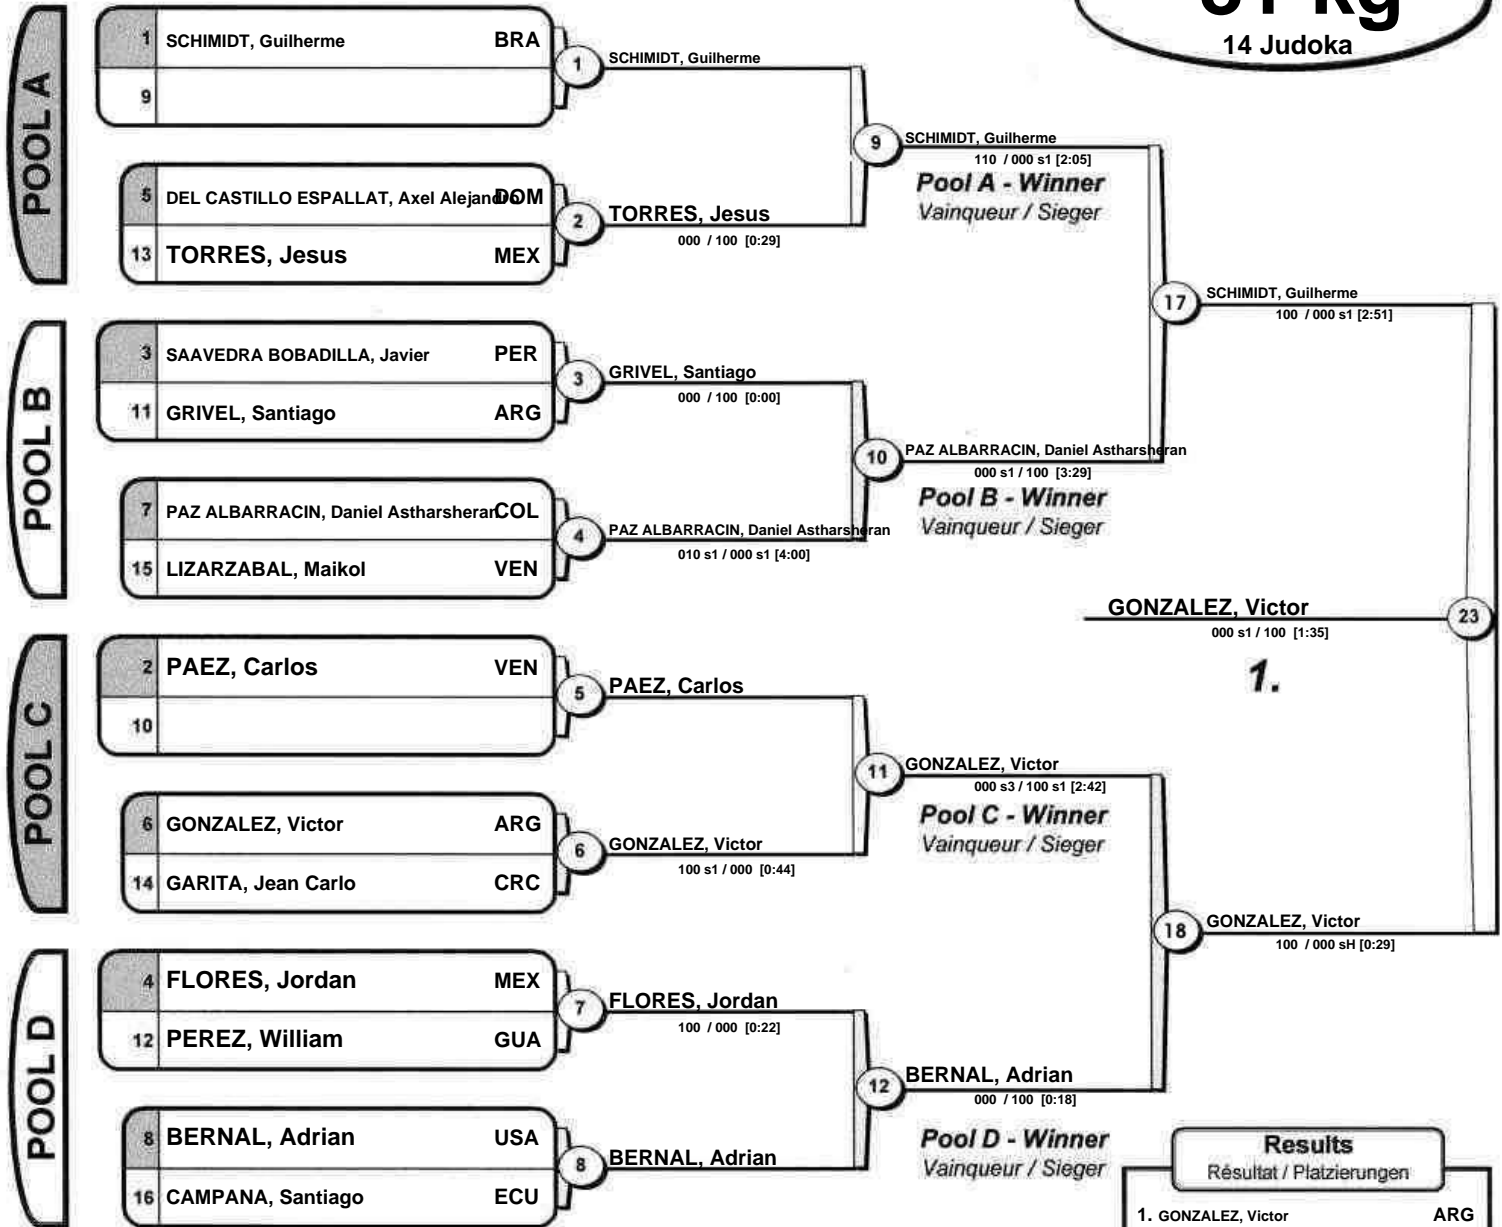 14 Judoka
POOL A
1 SCHIMIDT, Guilherme BRA
9
1
SCHIMIDT, Guilherme
5 DEL CASTILLO ESPALLAT, Axel Alejandro DOM
13 TORRES, Jesus MEX
2
TORRES, Jesus
000 / 100 [0:29]
9
SCHIMIDT, Guilherme
110 / 000 s1 [2:05]
Pool A - Winner
Vainqueur / Sieger
POOL B
3 SAAVEDRA BOBADILLA, Javier PER
11 GRIVEL, Santiago ARG
3
GRIVEL, Santiago
000 / 100 [0:00]
7 PAZ ALBARRACIN, Daniel Astharsheran COL
15 LIZARZABAL, Maikol VEN
4
PAZ ALBARRACIN, Daniel Astharsheran
010 s1 / 000 s1 [4:00]
10
PAZ ALBARRACIN, Daniel Astharsheran
000 s1 / 100 [3:29]
Pool B - Winner
Vainqueur / Sieger
17
SCHIMIDT, Guilherme
100 / 000 s1 [2:51]
POOL C
2 PAEZ, Carlos VEN
10
5
PAEZ, Carlos
6 GONZALEZ, Victor ARG
14 GARITA, Jean Carlo CRC
6
GONZALEZ, Victor
100 s1 / 000 [0:44]
11
GONZALEZ, Victor
000 s3 / 100 s1 [2:42]
Pool C - Winner
Vainqueur / Sieger
POOL D
4 FLORES, Jordan MEX
12 PEREZ, William GUA
7
FLORES, Jordan
100 / 000 [0:22]
8 BERNAL, Adrian USA
16 CAMPANA, Santiago ECU
8
BERNAL, Adrian
12
BERNAL, Adrian
000 / 100 [0:18]
Pool D - Winner
Vainqueur / Sieger
18
GONZALEZ, Victor
100 / 000 sH [0:29]
GONZALEZ, Victor
23
000 s1 / 100 [1:35]
1.
Results
Résultat / Platzierungen
1. GONZALEZ, Victor ARG